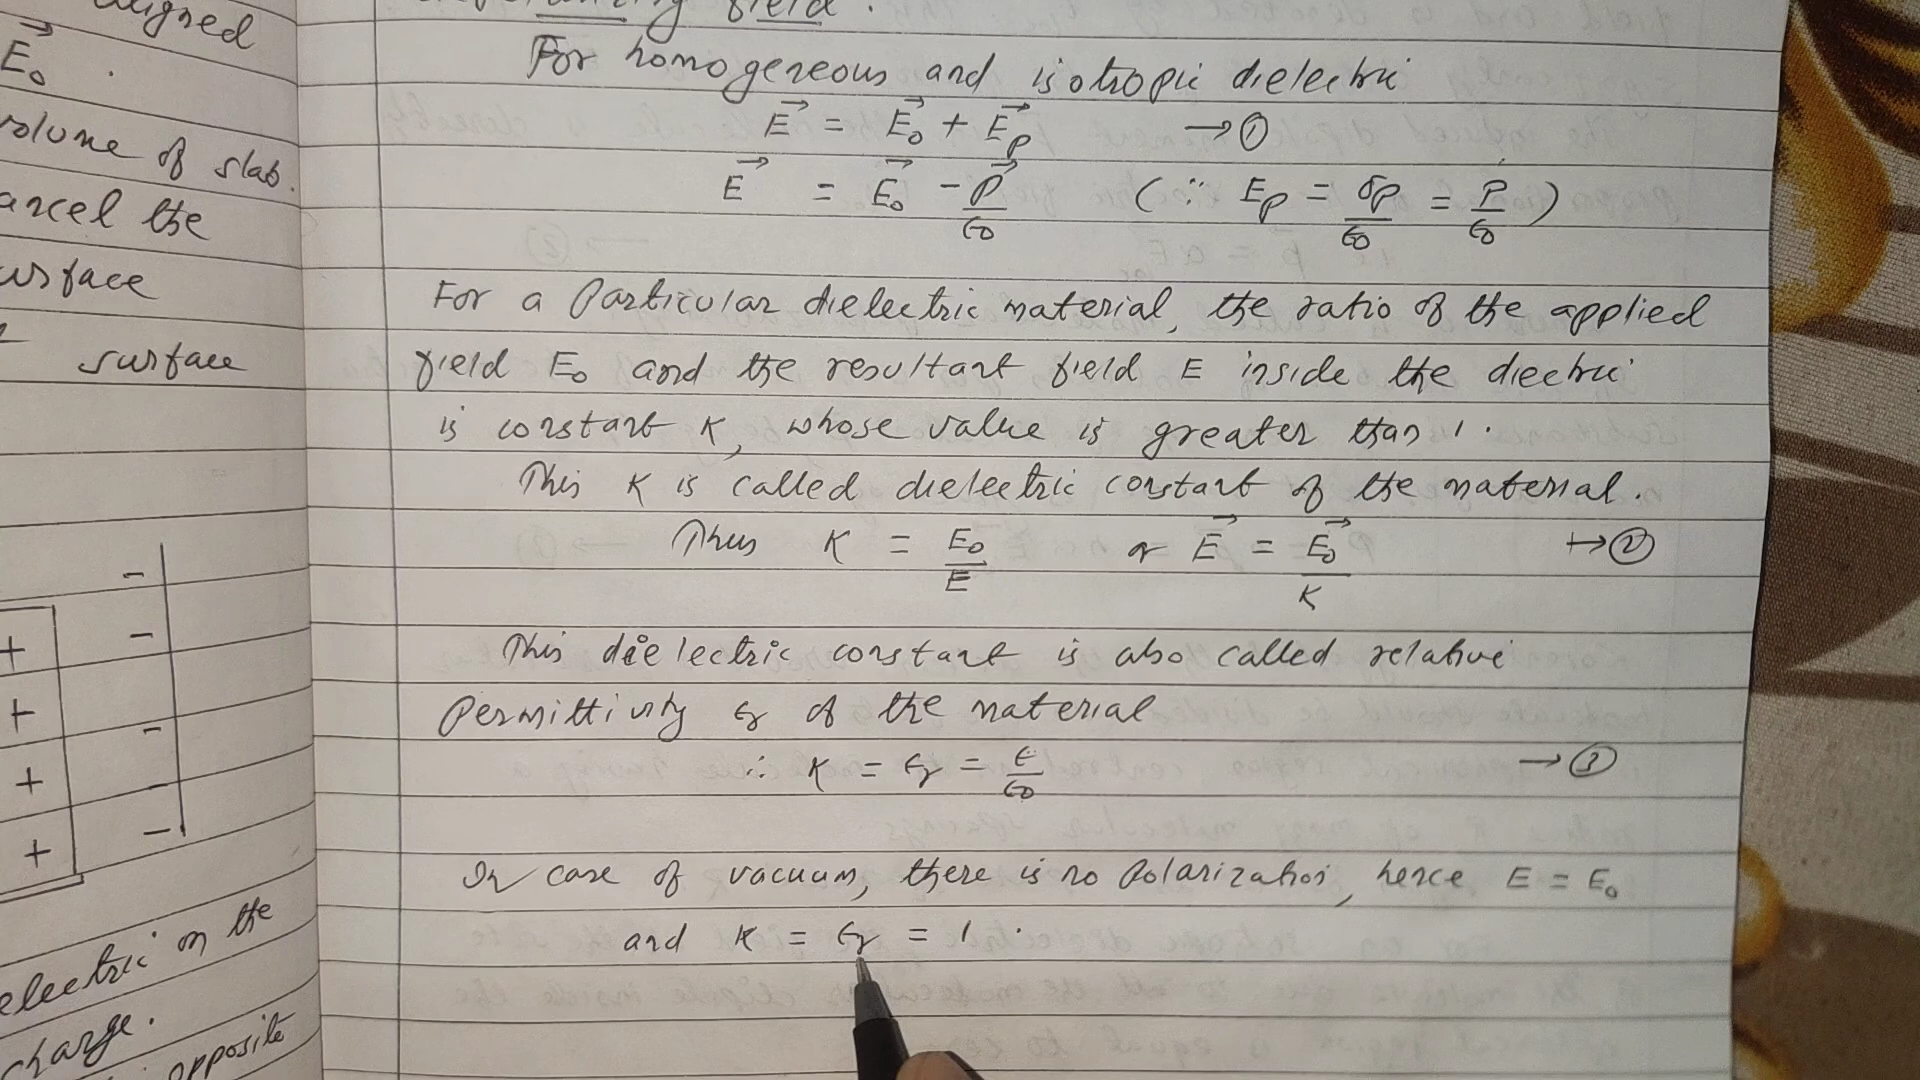 aligned
E₀ .
volume of slab.
cancel the
surface
surface
-
-
-
-
-
+
+
+
+
electric on the
charge.
opposite
field.
For homogeneous and isotropic dielectric
E⃗ = E⃗₀ + E⃗p → ①
E⃗ = E⃗₀ - P⃗/ε₀ (∵ Ep = σp/ε₀ = P/ε₀)
For a Particular dielectric material, the ratio of the applied
field E₀ and the resultant field E inside the diectric
is constant K, whose value is greater than 1.
This K is called dielectric constant of the material.
Thus K = E₀/E or E⃗ = E⃗₀/K → ②
This dielectric constant is also called relative
Permittivity εr of the material
∴ K = εr = ε/ε₀ → ③
In case of vacuum, there is no Polarization, hence E = E₀
and K = εr = 1.